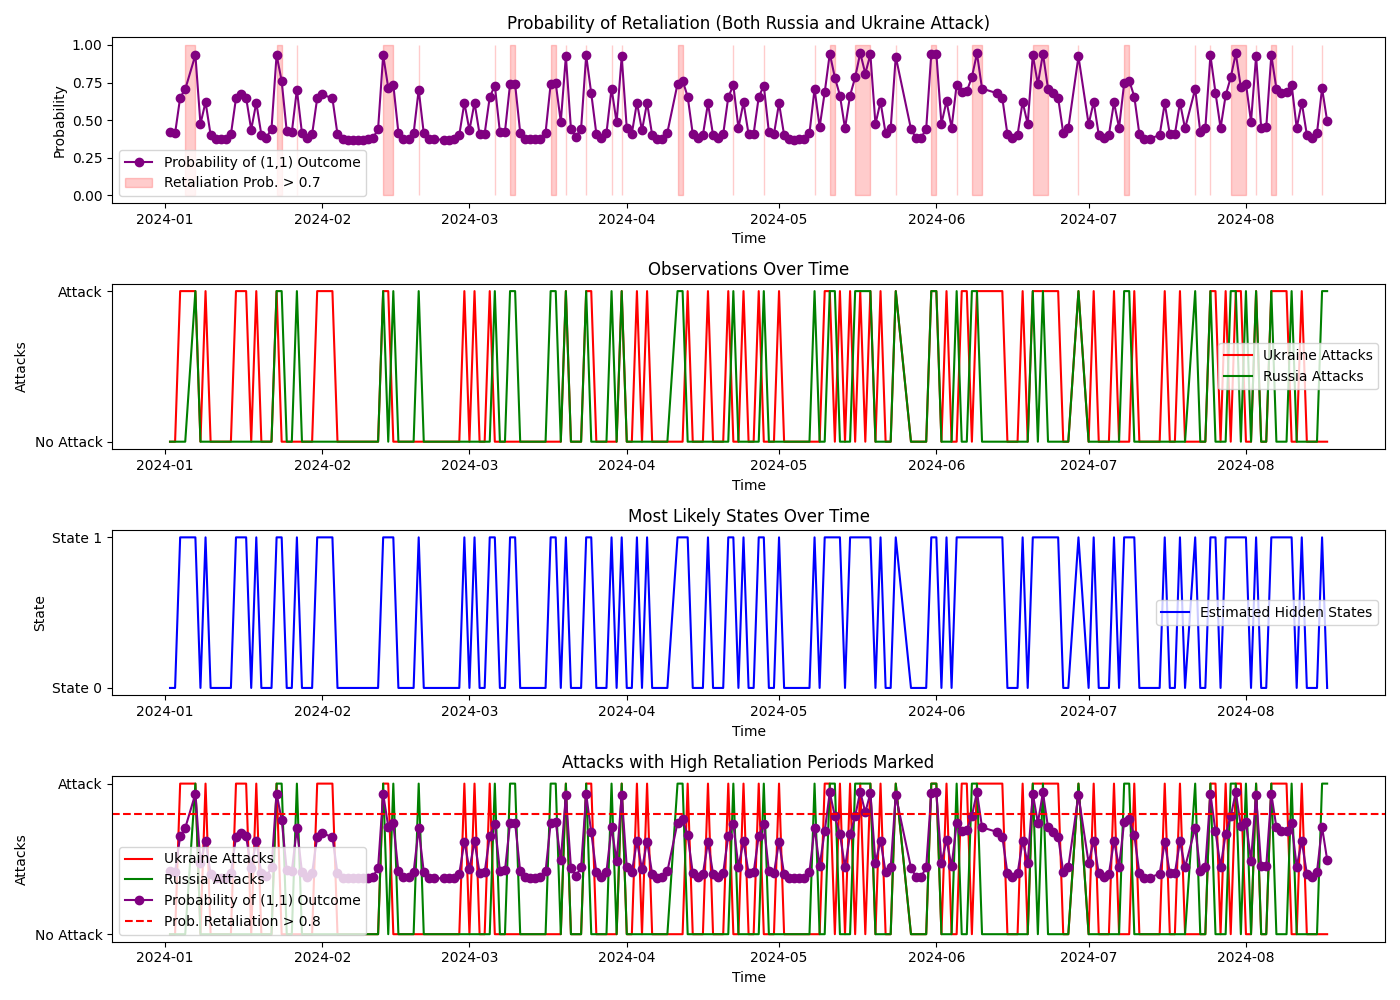 Probability of Retaliation (Both Russia and Ukraine Attack)
1.00
0.75
0.50
0.25
0.00
Probability
Probability of (1,1) Outcome
Retaliation Prob. > 0.7
2024-01 2024-02 2024-03 2024-04 2024-05 2024-06 2024-07 2024-08
Time
Observations Over Time
Attack
No Attack
Attacks
Ukraine Attacks
Russia Attacks
2024-01 2024-02 2024-03 2024-04 2024-05 2024-06 2024-07 2024-08
Time
Most Likely States Over Time
State 1
State 0
State
Estimated Hidden States
2024-01 2024-02 2024-03 2024-04 2024-05 2024-06 2024-07 2024-08
Time
Attacks with High Retaliation Periods Marked
Attack
No Attack
Attacks
Ukraine Attacks
Russia Attacks
Probability of (1,1) Outcome
Prob. Retaliation > 0.8
2024-01 2024-02 2024-03 2024-04 2024-05 2024-06 2024-07 2024-08
Time